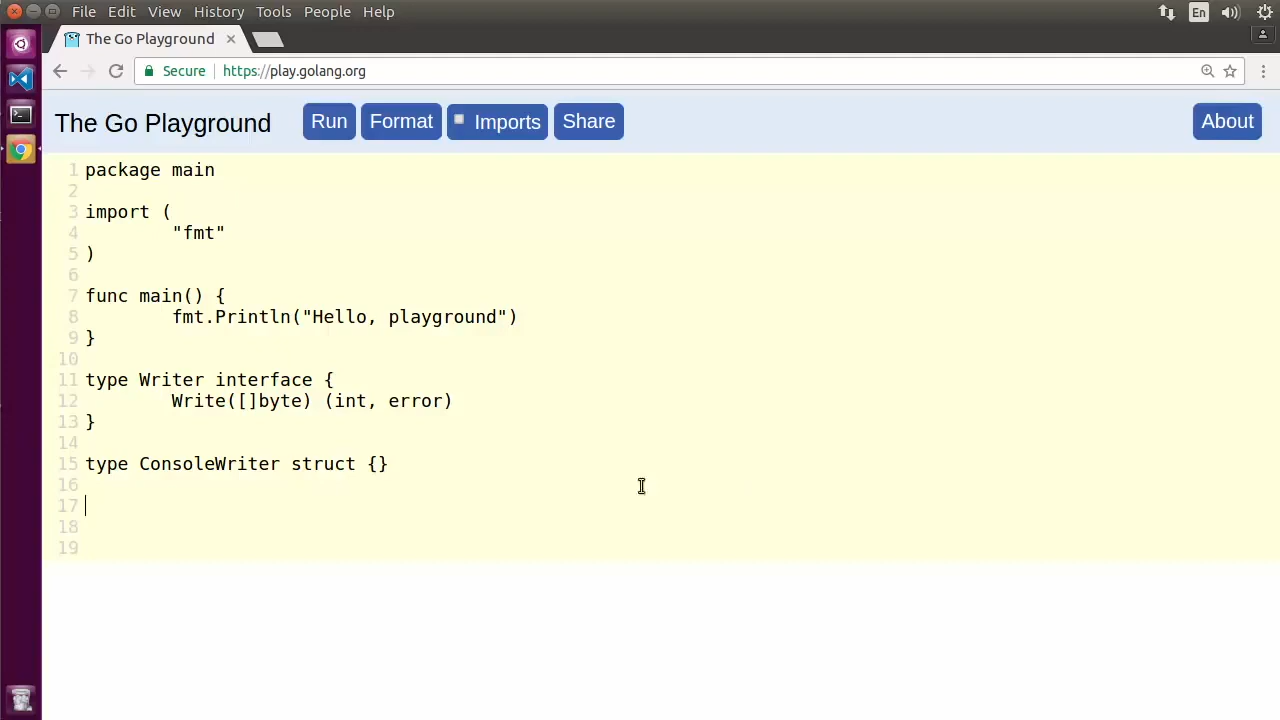 File Edit View History Tools People Help
En
The Go Playground
Secure https://play.golang.org
The Go Playground Run Format Imports Share About
1 package main
2
3 import (
4 "fmt"
5 )
6
7 func main() {
8 fmt.Println("Hello, playground")
9 }
10
11 type Writer interface {
12 Write([]byte) (int, error)
13 }
14
15 type ConsoleWriter struct {}
16
17
18
19